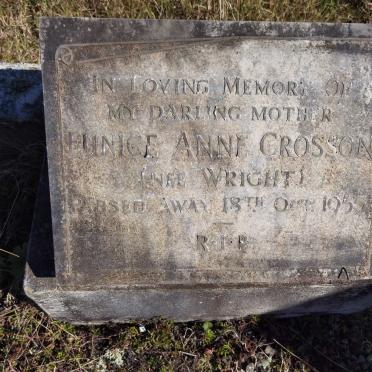 In Loving Memory Of
My Darling Mother
Eunice Anne Crosson
(Nee Wright)
Passed Away 18th Oct. 195
R.I.P.